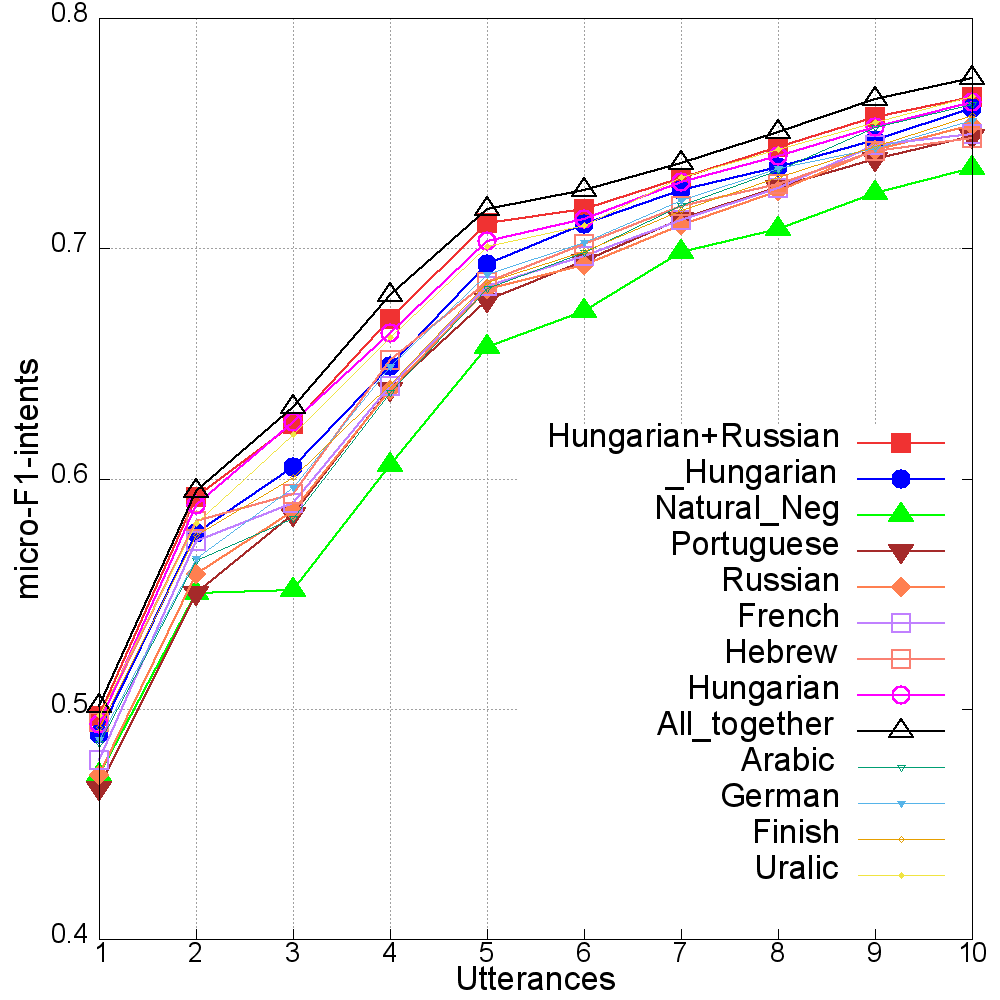 0.8
0.7
0.6
0.5
0.4
micro-F1-intents
Hungarian+Russian
_Hungarian
Natural_Neg
Portuguese
Russian
French
Hebrew
Hungarian
All_together
Arabic
German
Finish
Uralic
1 2 3 4 5 6 7 8 9 10
Utterances